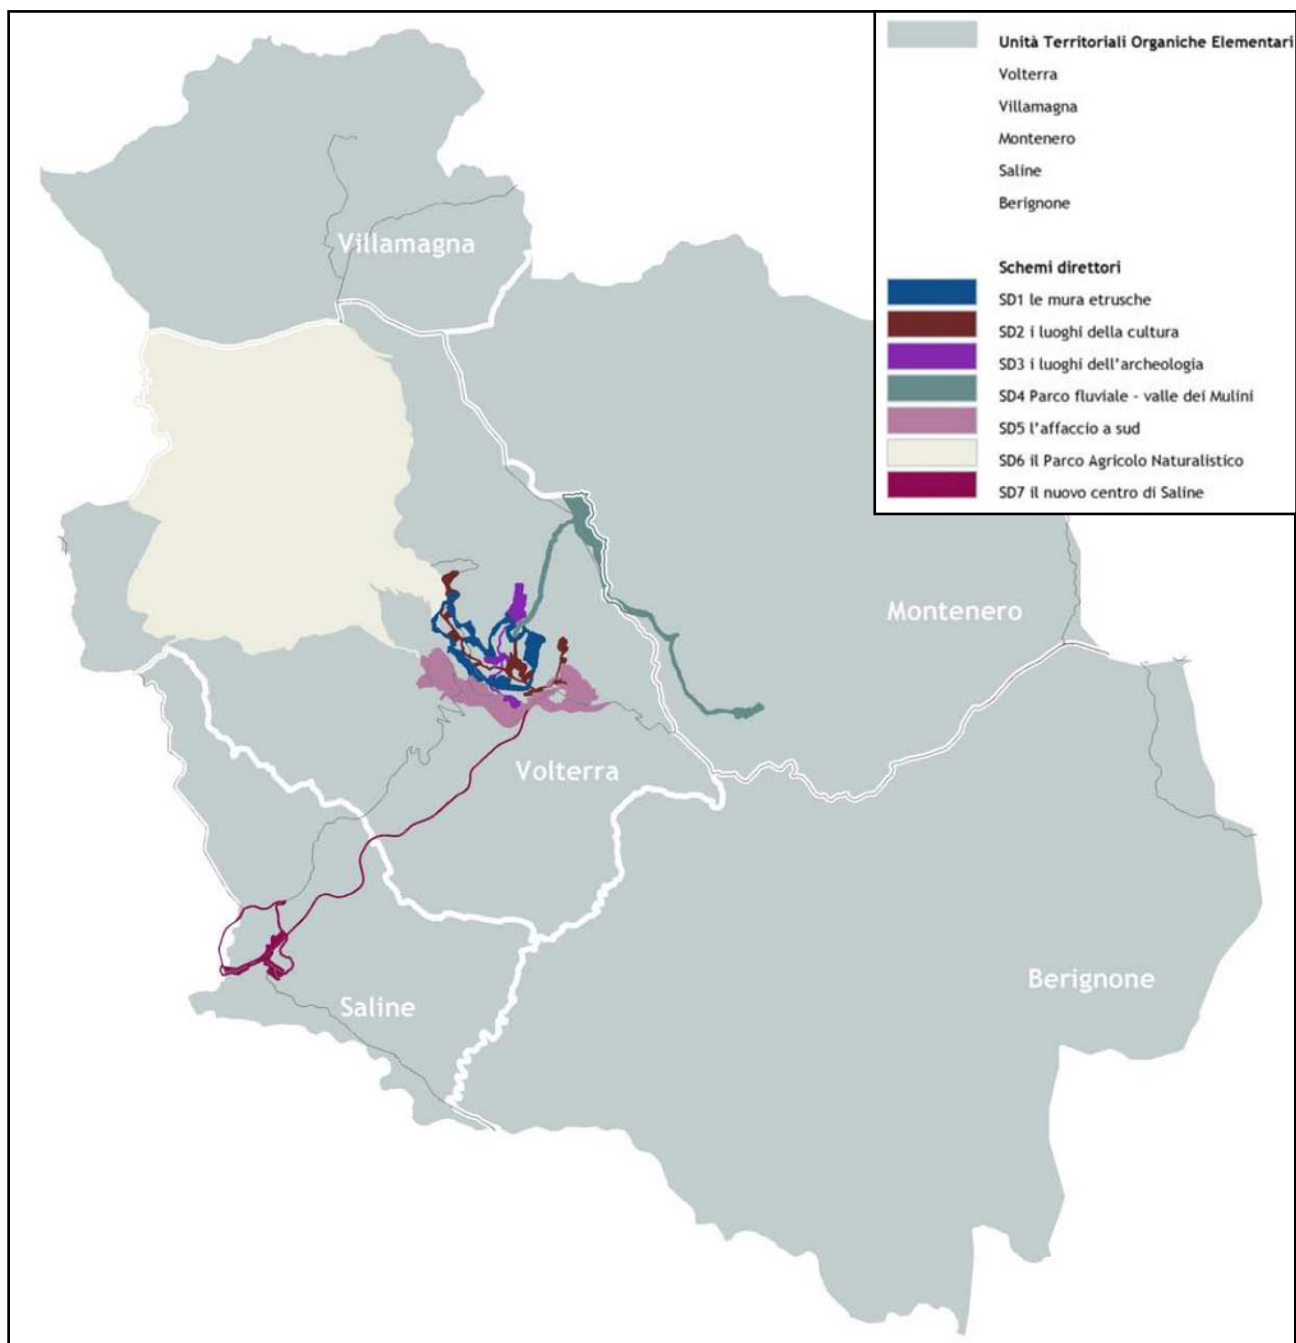 Unità Territoriali Organiche Elementari
Volterra
Villamagna
Montenero
Saline
Berignone
Schemi direttori
SD1 le mura etrusche
SD2 i luoghi della cultura
SD3 i luoghi dell'archeologia
SD4 Parco fluviale - valle dei Mulini
SD5 l'affaccio a sud
SD6 il Parco Agricolo Naturalistico
SD7 il nuovo centro di Saline
Villamagna
Montenero
Volterra
Berignone
Saline